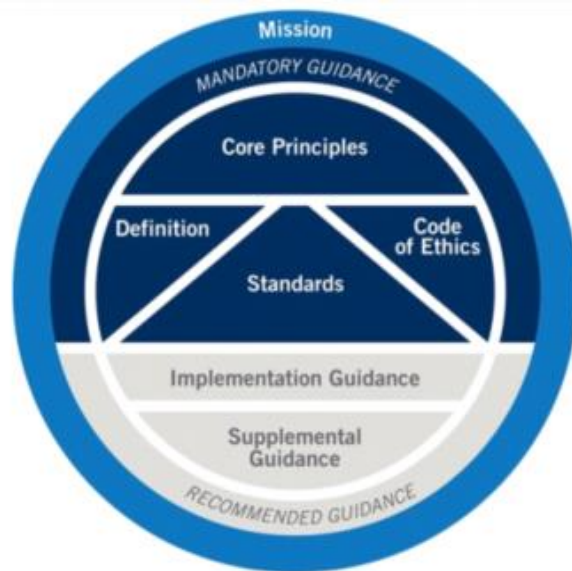 Mission
MANDATORY GUIDANCE
Core Principles
Definition
Code
of Ethics
Standards
Implementation Guidance
Supplemental
Guidance
RECOMMENDED GUIDANCE